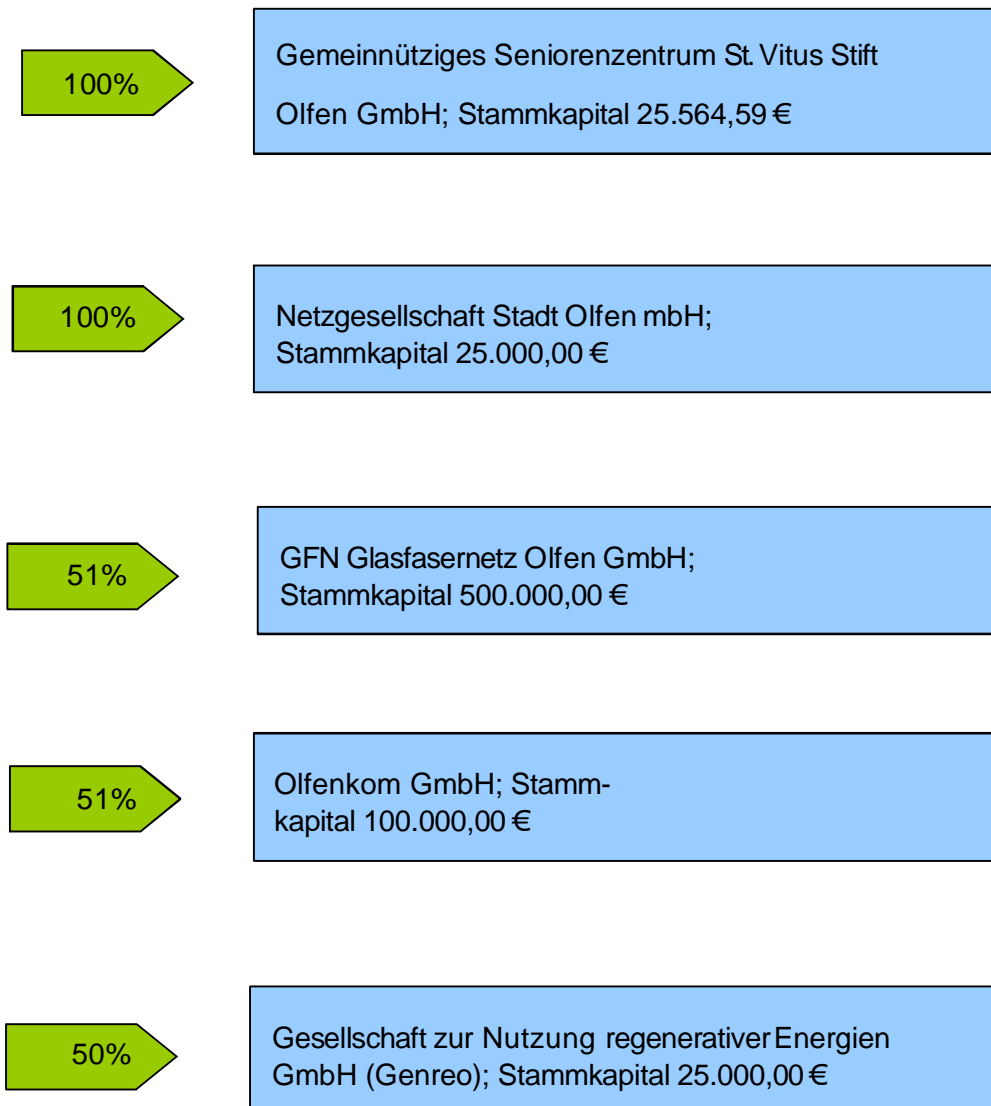 100%
Gemeinnütziges Seniorenzentrum St. Vitus Stift
Olfen GmbH; Stammkapital 25.564,59 €
100%
Netzgesellschaft Stadt Olfen mbH;
Stammkapital 25.000,00 €
51%
GFN Glasfasernetz Olfen GmbH;
Stammkapital 500.000,00 €
51%
Olfenkom GmbH; Stamm-
kapital 100.000,00 €
50%
Gesellschaft zur Nutzung regenerativer Energien
GmbH (Genreo); Stammkapital 25.000,00 €